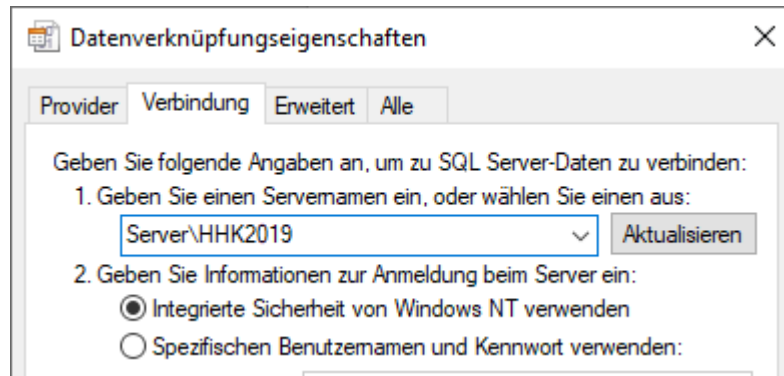 Datenverknüpfungseigenschaften
Provider Verbindung Erweitert Alle
Geben Sie folgende Angaben an, um zu SQL Server-Daten zu verbinden:
1. Geben Sie einen Servernamen ein, oder wählen Sie einen aus:
Server\HHK2019 Aktualisieren
2. Geben Sie Informationen zur Anmeldung beim Server ein:
Integrierte Sicherheit von Windows NT verwenden
Spezifischen Benutzernamen und Kennwort verwenden: